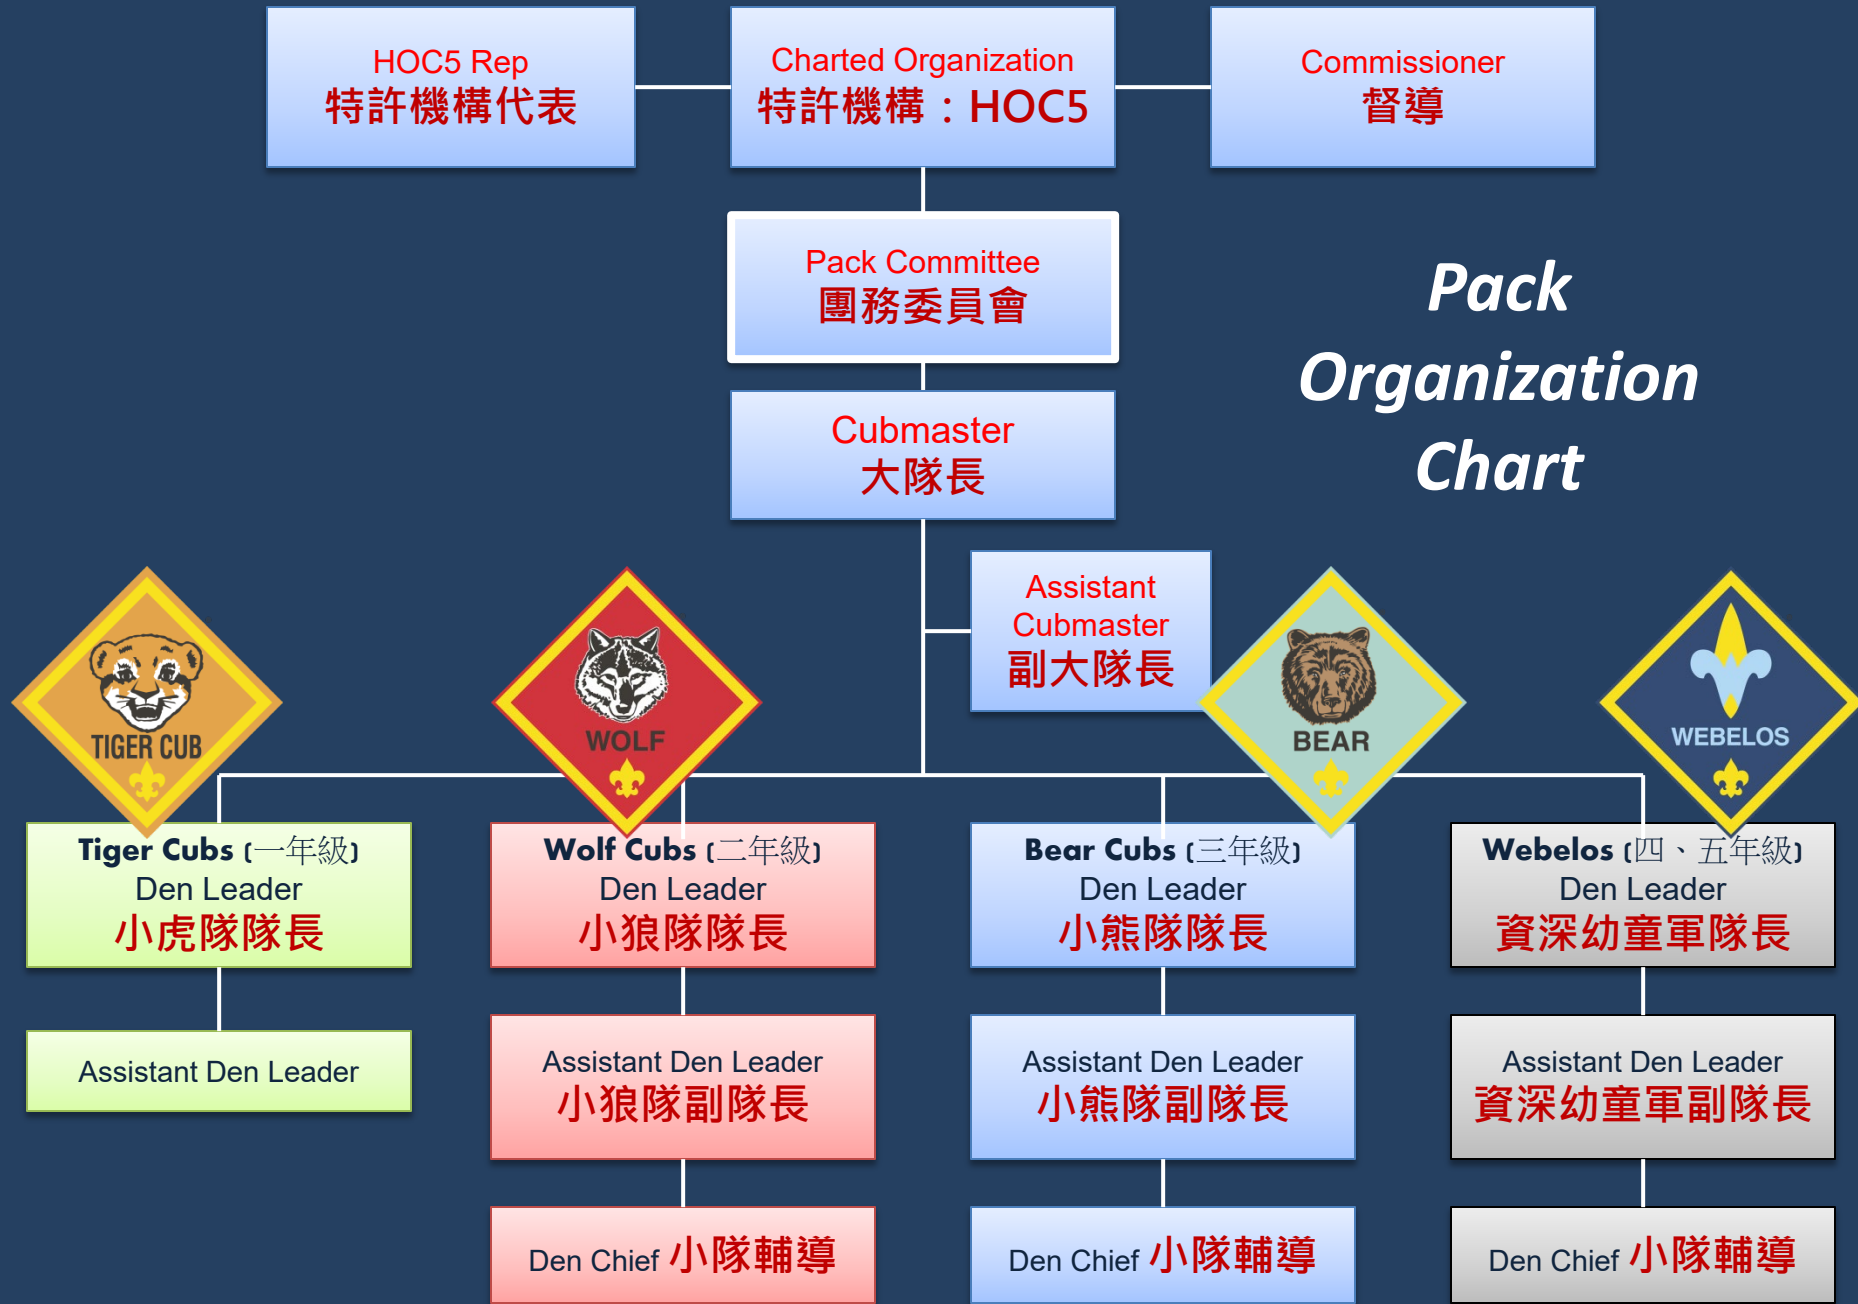 HOC5 Rep
特許機構代表
Charted Organization
特許機構：HOC5
Commissioner
督導
Pack Committee
團務委員會
Pack
Organization
Chart
Cubmaster
大隊長
Assistant
Cubmaster
副大隊長
TIGER CUB
WOLF
BEAR
WEBELOS
Tiger Cubs (一年級)
Den Leader
小虎隊隊長
Wolf Cubs (二年級)
Den Leader
小狼隊隊長
Bear Cubs (三年級)
Den Leader
小熊隊隊長
Webelos (四、五年級)
Den Leader
資深幼童軍隊長
Assistant Den Leader
Assistant Den Leader
小狼隊副隊長
Assistant Den Leader
小熊隊副隊長
Assistant Den Leader
資深幼童軍副隊長
Den Chief 小隊輔導
Den Chief 小隊輔導
Den Chief 小隊輔導